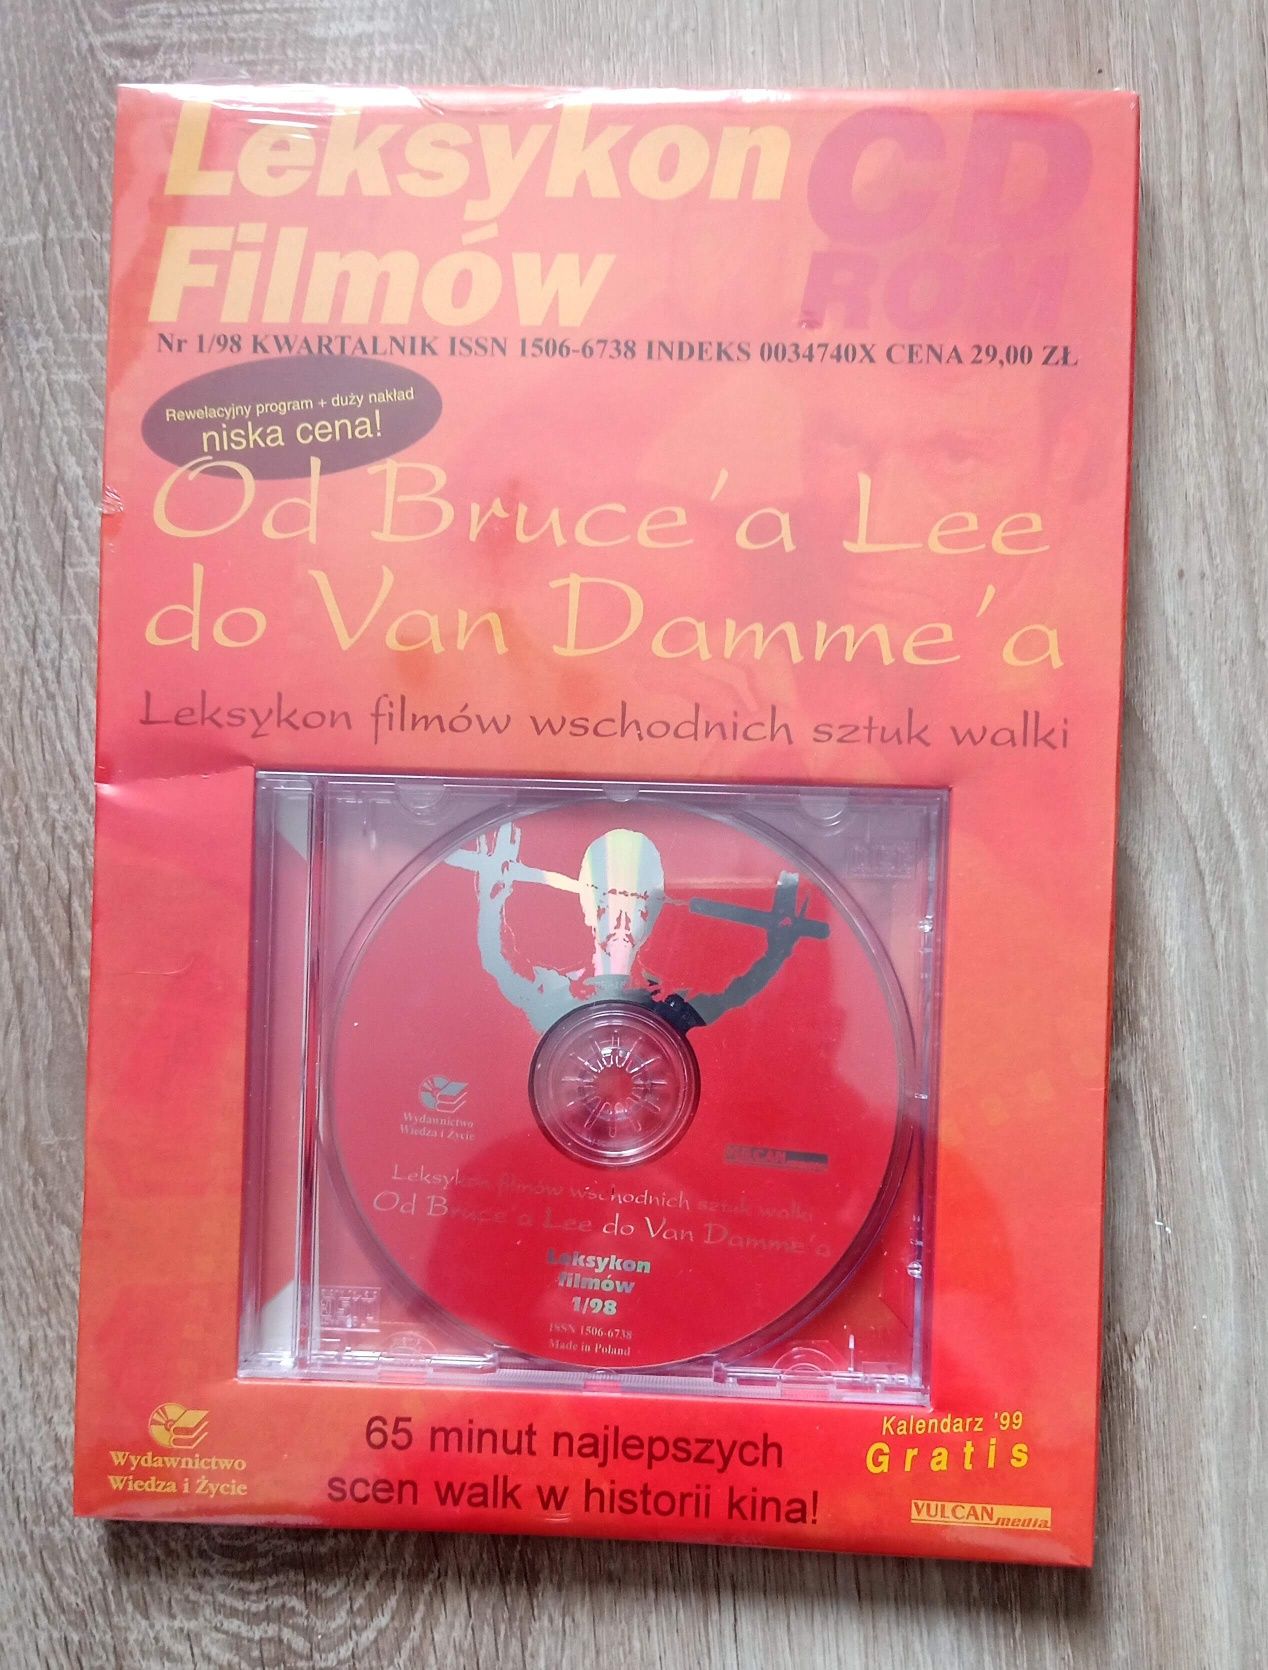 Leksykon
Filmów
CD
ROM
Nr 1/98 KWARTALNIK ISSN 1506-6738 INDEKS 0034740X CENA 29,00 ZŁ
Rewelacyjny program + duży nakład
niska cena!
Od Bruce'a Lee
do Van Damme'a
Leksykon filmów wschodnich sztuk walki
Wydawnictwo
Wiedza i Życie
VULCAN media
Leksykon filmów wschodnich sztuk walki
Od Bruce'a Lee do Van Damme'a
Leksykon
filmów
1/98
ISSN 1506-6738
Made in Poland
65 minut najlepszych
scen walk w historii kina!
Wydawnictwo
Wiedza i Życie
Kalendarz '99
Gratis
VULCAN media